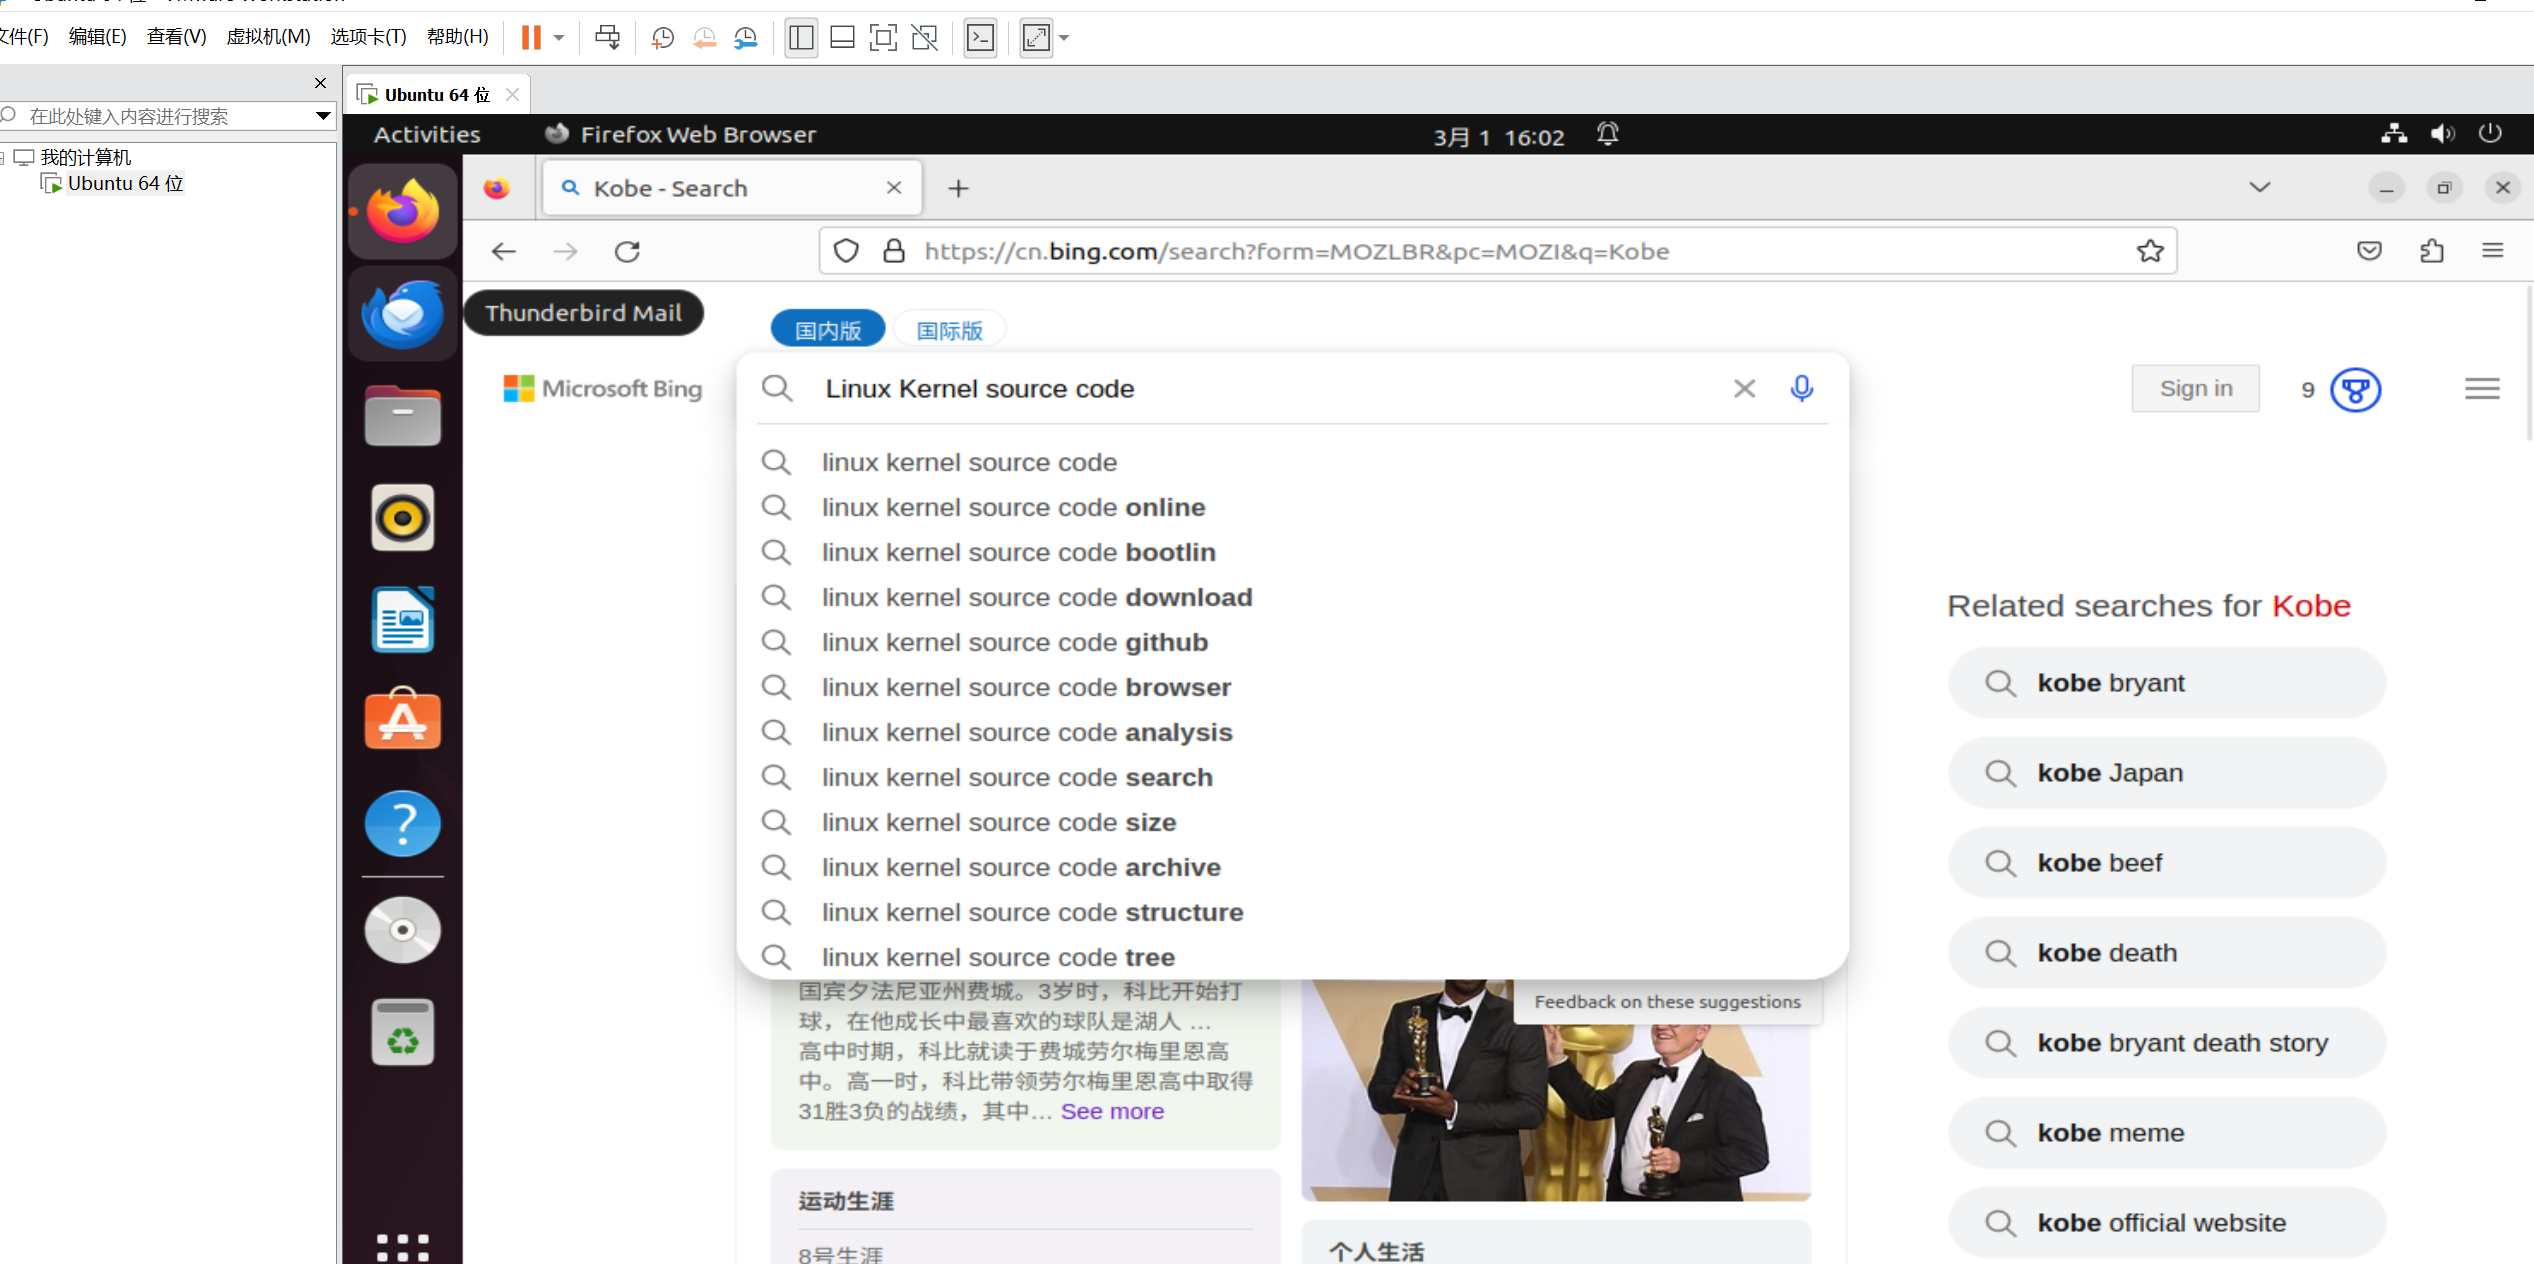 文件(F) 编辑(E) 查看(V) 虚拟机(M) 选项卡(T) 帮助(H)
在此处键入内容进行搜索
我的计算机
Ubuntu 64 位
Ubuntu 64 位
Activities
Firefox Web Browser
3月 1 16:02
Kobe - Search
https://cn.bing.com/search?form=MOZLBR&pc=MOZI&q=Kobe
Thunderbird Mail
国内版 国际版
Microsoft Bing
Linux Kernel source code
Sign in
9
linux kernel source code
linux kernel source code online
linux kernel source code bootlin
linux kernel source code download
linux kernel source code github
linux kernel source code browser
linux kernel source code analysis
linux kernel source code search
linux kernel source code size
linux kernel source code archive
linux kernel source code structure
linux kernel source code tree
Feedback on these suggestions
国宾夕法尼亚州费城。3岁时，科比开始打
球，在他成长中最喜欢的球队是湖人 …
高中时期，科比就读于费城劳尔梅里恩高
中。高一时，科比带领劳尔梅里恩高中取得
31胜3负的战绩，其中… See more
运动生涯
8号生涯
个人生活
Related searches for Kobe
kobe bryant
kobe Japan
kobe beef
kobe death
kobe bryant death story
kobe meme
kobe official website